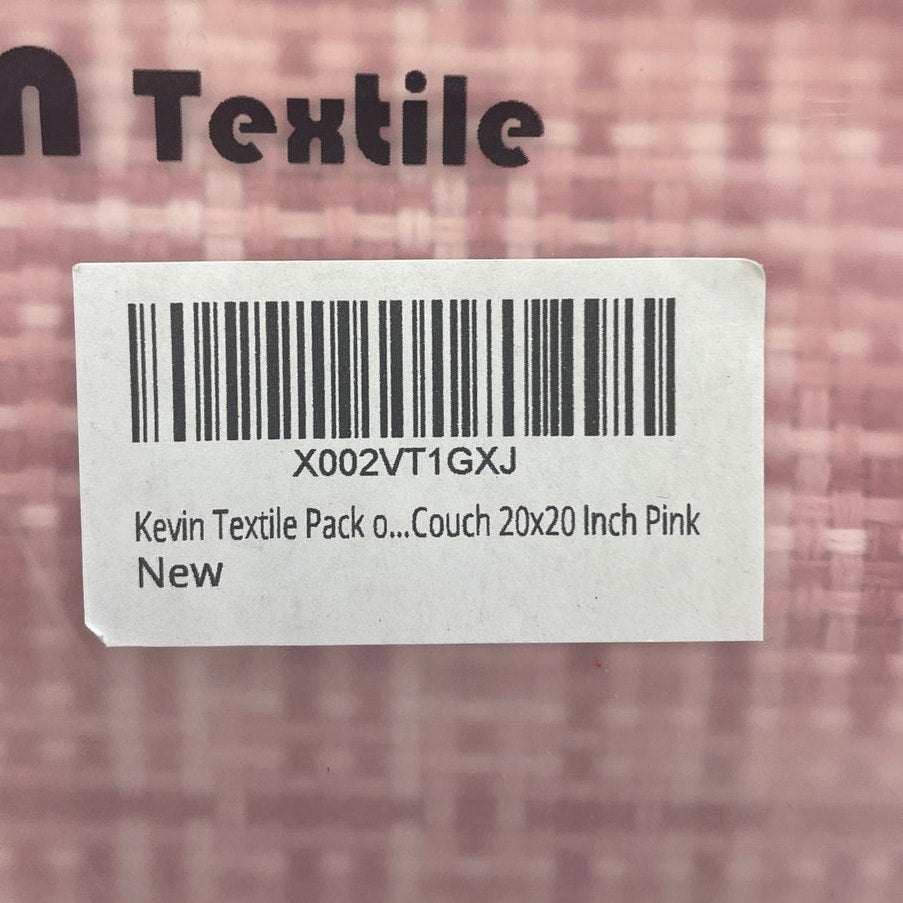 n Textile
X002VT1GXJ
Kevin Textile Pack o...Couch 20x20 Inch Pink
New